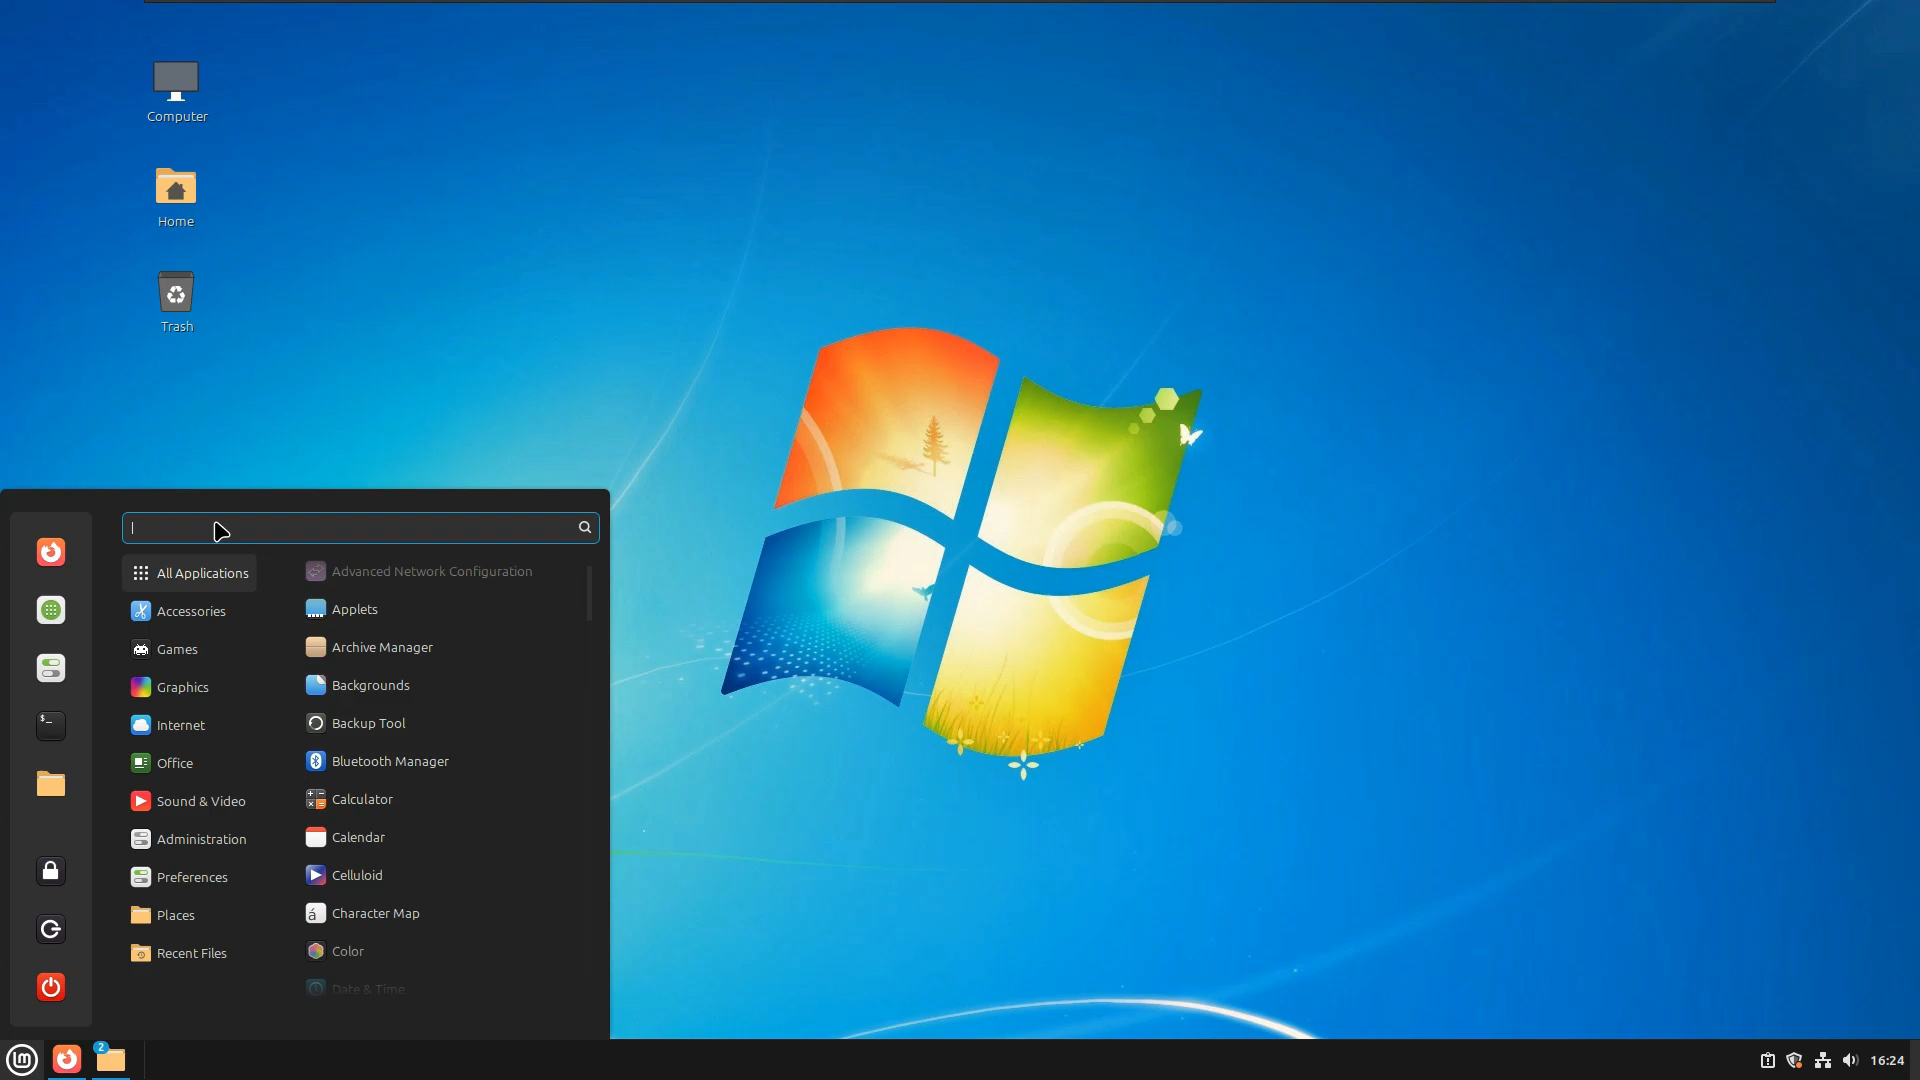 Computer
Home
Trash
All Applications
Accessories
Games
Graphics
Internet
Office
Sound & Video
Administration
Preferences
Places
Recent Files
Advanced Network Configuration
Applets
Archive Manager
Backgrounds
Backup Tool
Bluetooth Manager
Calculator
Calendar
Celluloid
Character Map
Color
Date & Time
2
16:24